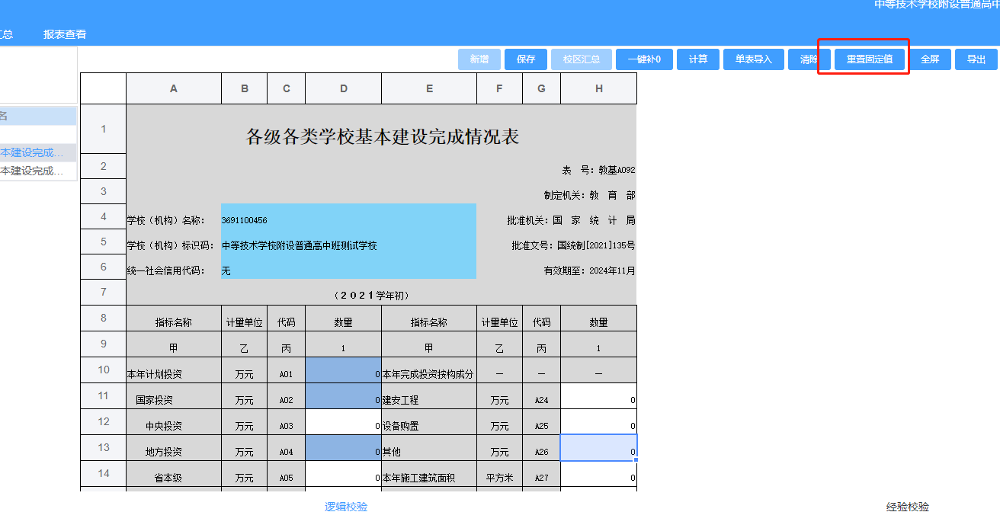 中等技术学校附设普通高中
汇总 报表查看
新增 保存 校区汇总 一键补0 计算 单表导入 清除 重置固定值 全屏 导出
名
本建设完成...
本建设完成...
A B C D E F G H
1 各级各类学校基本建设完成情况表
2 表 号：教基A092
3 制定机关：教 育 部
4 学校（机构）名称： 3691100456 批准机关：国 家 统 计 局
5 学校（机构）标识码： 中等技术学校附设普通高中班测试学校 批准文号：国统制[2021]135号
6 统一社会信用代码： 无 有效期至：2024年11月
7 （2021学年初）
8 指标名称 计量单位 代码 数量 指标名称 计量单位 代码 数量
9 甲 乙 丙 1 甲 乙 丙 1
10 本年计划投资 万元 A01 0 本年完成投资按构成分 — — —
11 国家投资 万元 A02 0 建安工程 万元 A24 0
12 中央投资 万元 A03 0 设备购置 万元 A25 0
13 地方投资 万元 A04 0 其他 万元 A26 0
14 省本级 万元 A05 0 本年施工建筑面积 平方米 A27 0
逻辑校验 经验校验